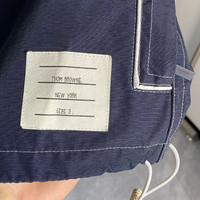 THOM BROWNE.
NEW YORK
SIZE 3